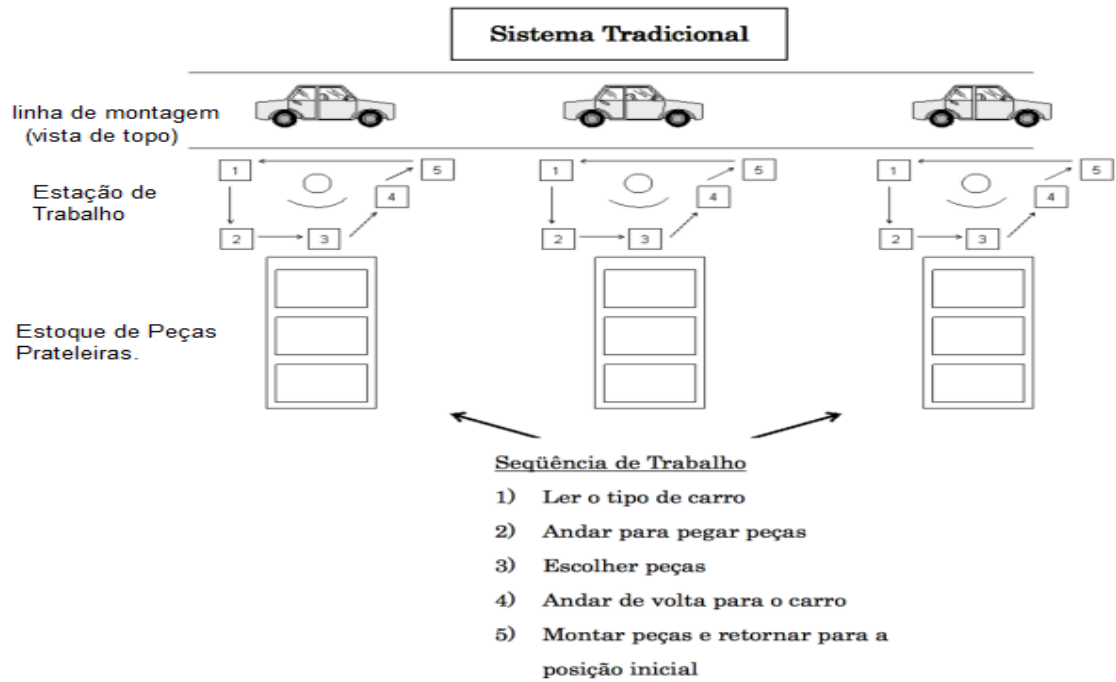 Sistema Tradicional
linha de montagem
(vista de topo)
1
5
4
2
3
1
5
4
2
3
1
5
4
2
3
Estação de
Trabalho
Estoque de Peças
Prateleiras.
Seqüência de Trabalho
1) Ler o tipo de carro
2) Andar para pegar peças
3) Escolher peças
4) Andar de volta para o carro
5) Montar peças e retornar para a
posição inicial